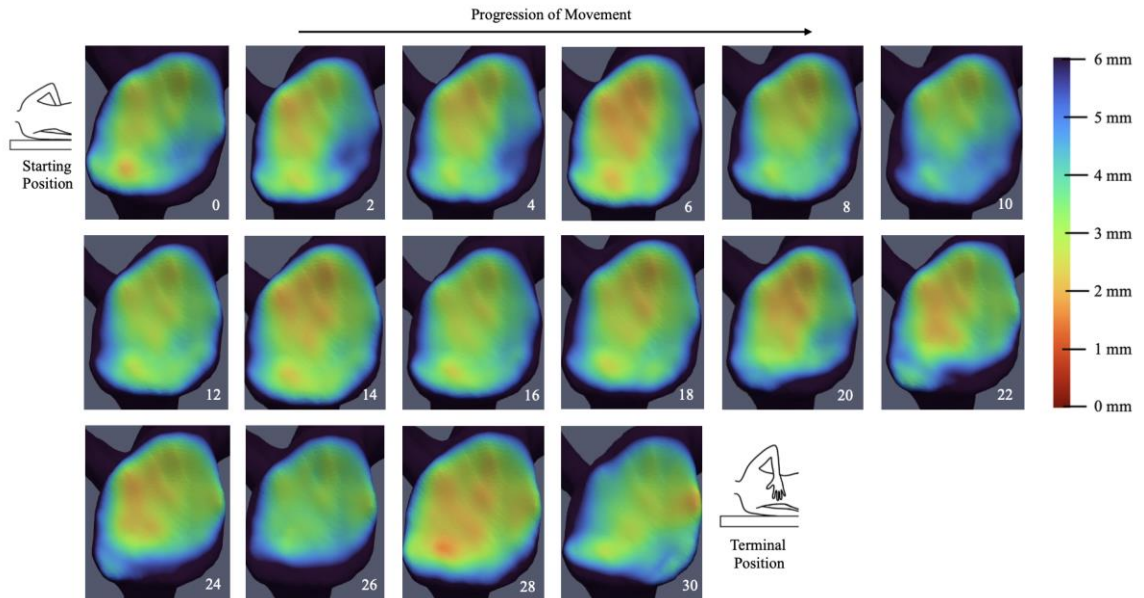 Progression of Movement
Starting
Position
0
2
4
6
8
10
6 mm
5 mm
4 mm
3 mm
2 mm
1 mm
0 mm
12
14
16
18
20
22
24
26
28
30
Terminal
Position